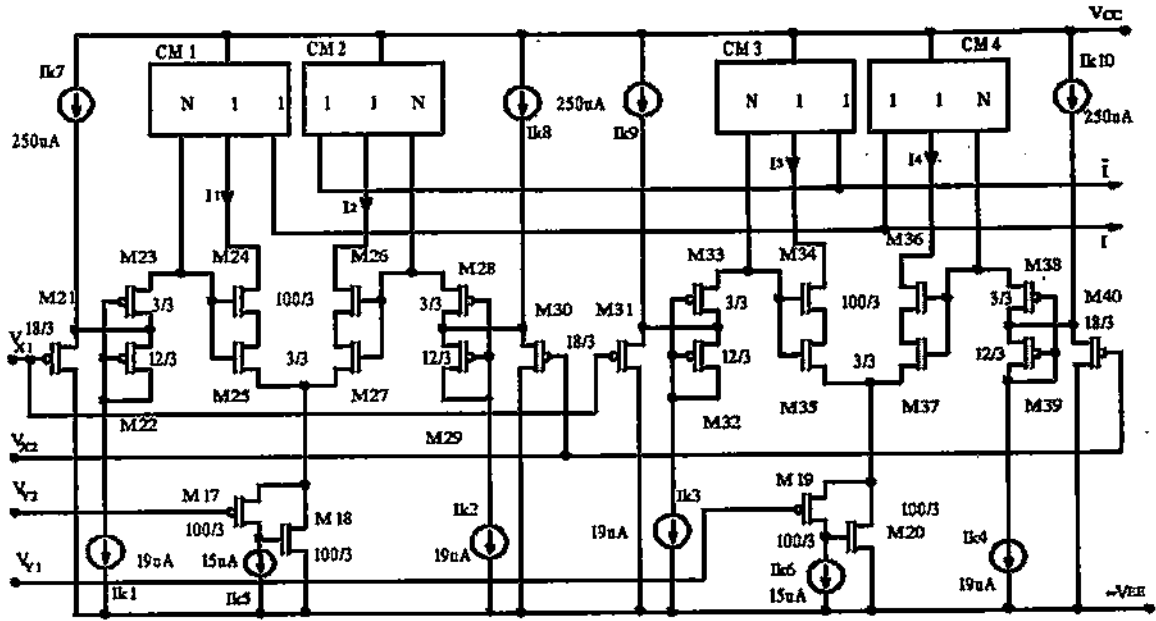 Vcc
CM 1
CM 2
CM 3
CM 4
Ik7
Ik10
N 1 1
1 1 N
N 1 1
1 1 N
250uA
Ik8
250uA
Ik9
250uA
I1
I2
I3
I4
Ī
I
M23
M24
M26
M28
M33
M34
M36
M38
M21
3/3
100/3
3/3
M30
M31
3/3
100/3
3/3
M40
18/3
18/3
18/3
VX1
12/3
3/3
12/3
12/3
3/3
12/3
M22
M25
M27
M29
M32
M35
M37
M39
VX2
VY2
M17
M18
Ik2
Ik3
M19
100/3
M20
100/3
100/3
100/3
Ik4
VY1
19uA
15uA
19uA
19uA
Ik6
15uA
19uA
Ik1
Ik5
-VEE